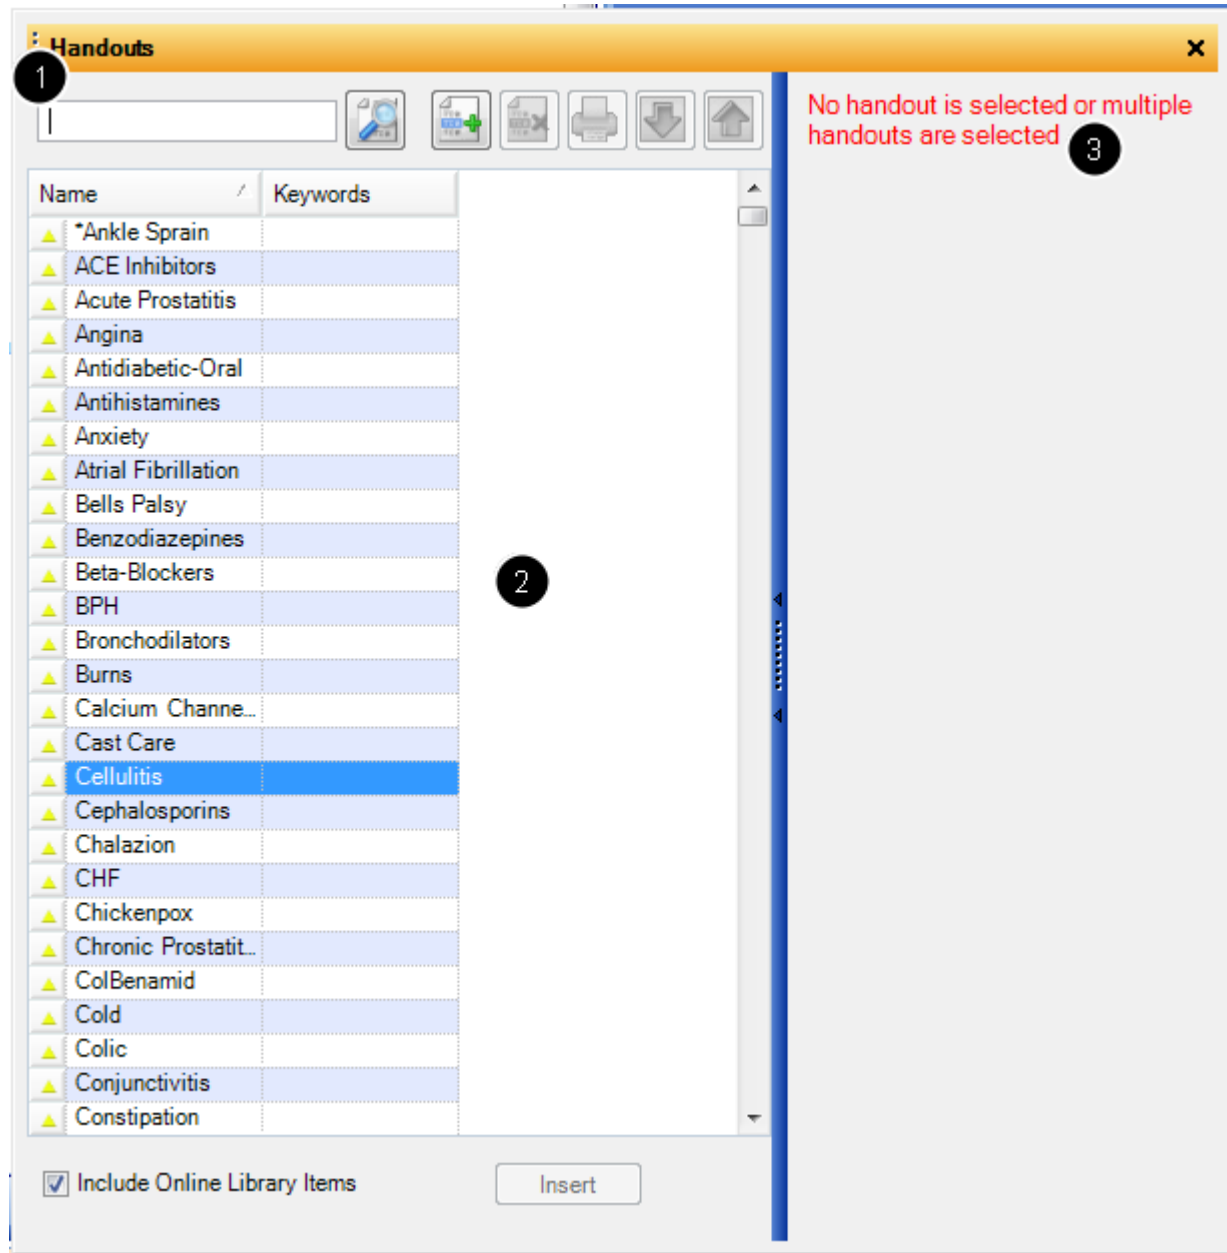 Handouts
1
No handout is selected or multiple
handouts are selected
3
Name Keywords
*Ankle Sprain
ACE Inhibitors
Acute Prostatitis
Angina
Antidiabetic-Oral
Antihistamines
Anxiety
Atrial Fibrillation
Bells Palsy
Benzodiazepines
Beta-Blockers
2
BPH
Bronchodilators
Burns
Calcium Channe...
Cast Care
Cellulitis
Cephalosporins
Chalazion
CHF
Chickenpox
Chronic Prostatit...
ColBenamid
Cold
Colic
Conjunctivitis
Constipation
Include Online Library Items Insert